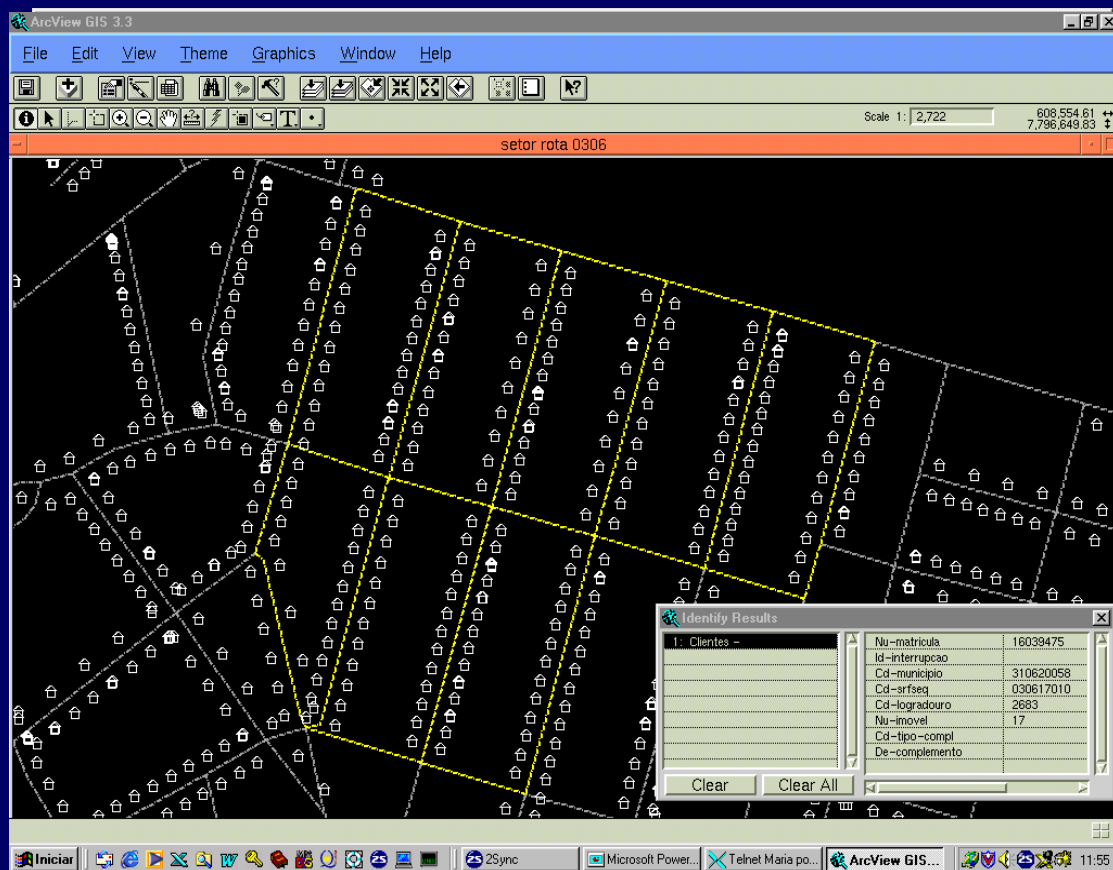 ArcView GIS 3.3
File Edit View Theme Graphics Window Help
Scale 1: 2,722
608,554.61
7,796,649.83
setor rota 0306
Identify Results
1: Clientes -
Nu-matricula 16039475
Id-interrupcao
Cd-municipio 310620058
Cd-srfseq 030617010
Cd-logradouro 2683
Nu-imovel 17
Cd-tipo-compl
De-complemento
Clear Clear All
Iniciar 2Sync Microsoft Power... Telnet Maria po... ArcView GIS... 11:55